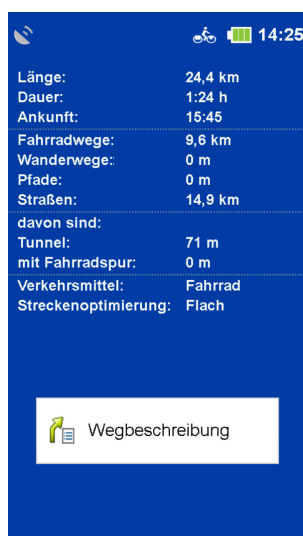 14:25
Länge: 24,4 km
Dauer: 1:24 h
Ankunft: 15:45
Fahrradwege: 9,6 km
Wanderwege:: 0 m
Pfade: 0 m
Straßen: 14,9 km
davon sind:
Tunnel: 71 m
mit Fahrradspur: 0 m
Verkehrsmittel: Fahrrad
Streckenoptimierung: Flach
Wegbeschreibung